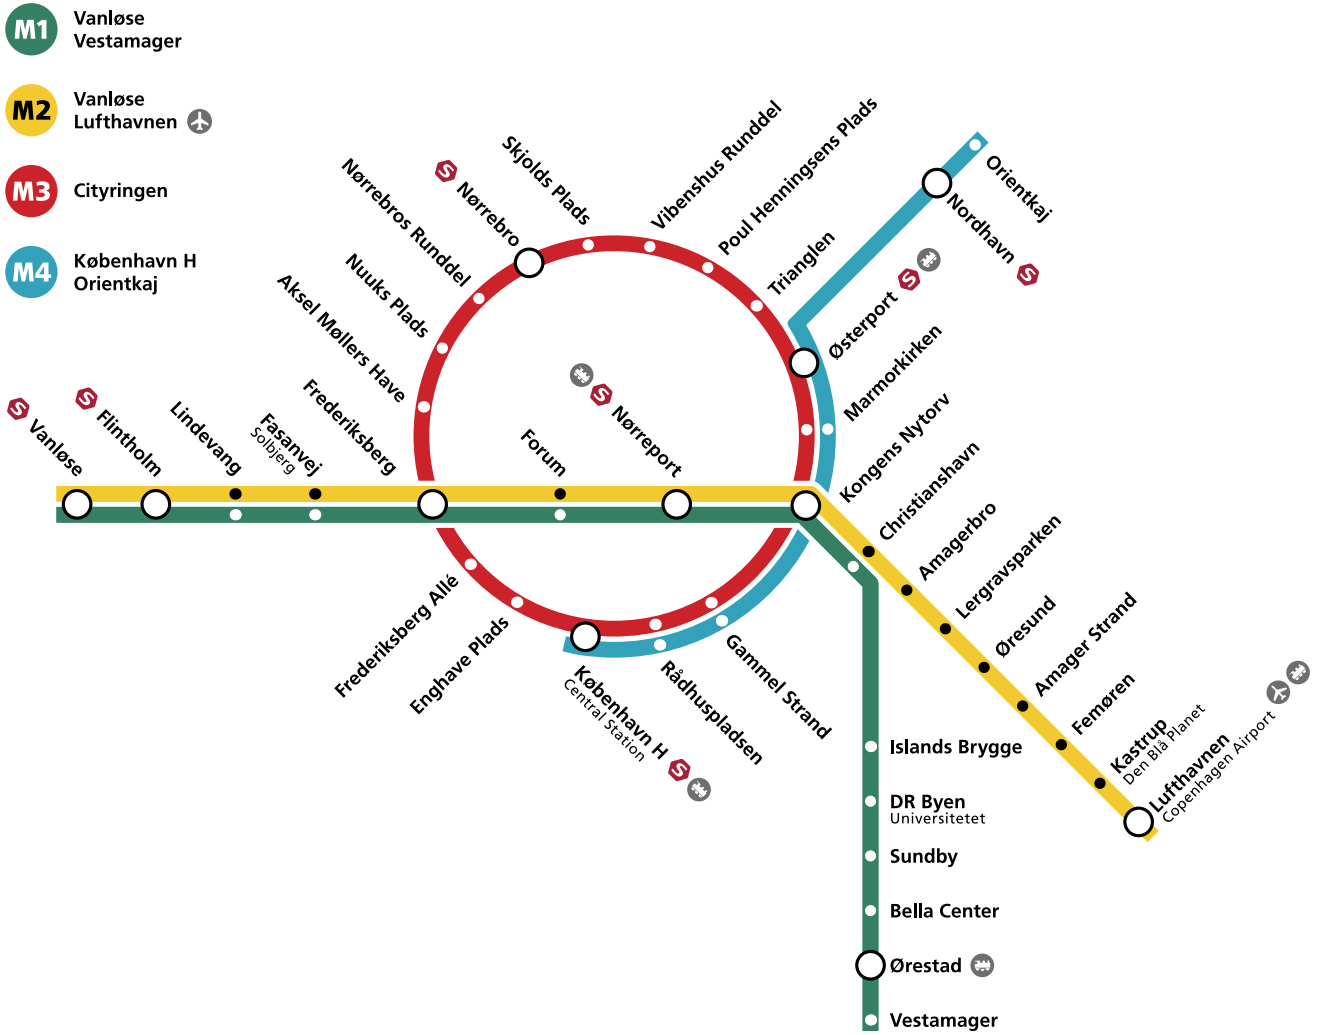 M1
Vanløse
Vestamager
M2
Vanløse
Lufthavnen
M3
Cityringen
M4
København H
Orientkaj
S
Vanløse
S
Flintholm
Lindevang
Fasanvej
Solbjerg
Frederiksberg
Aksel Møllers Have
Nuuks Plads
Nørrebros Runddel
S
Nørrebro
Skjolds Plads
Vibenshus Runddel
Poul Henningsens Plads
Trianglen
Orientkaj
Nordhavn
S
Østerport
S
Marmorkirken
Kongens Nytorv
Forum
S
Nørreport
Christianshavn
Amagerbro
Lergravsparken
Øresund
Amager Strand
Femøren
Kastrup
Den Blå Planet
Lufthavnen
Copenhagen Airport
Frederiksberg Allé
Enghave Plads
København H
Central Station
S
Rådhuspladsen
Gammel Strand
Islands Brygge
DR Byen
Universitetet
Sundby
Bella Center
Ørestad
Vestamager